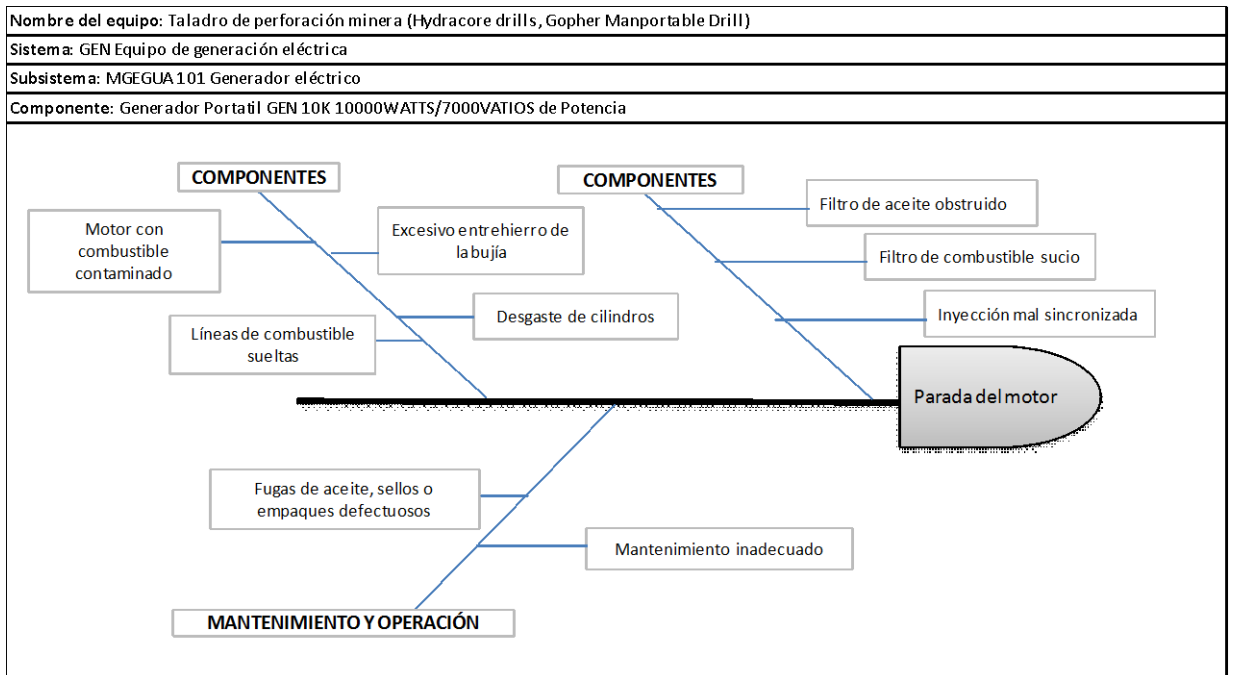 Nombre del equipo: Taladro de perforación minera (Hydracore drills, Gopher Manportable Drill)
Sistema: GEN Equipo de generación eléctrica
Subsistema: MGEGUA101 Generador eléctrico
Componente: Generador Portatil GEN 10K 10000WATTS/7000VATIOS de Potencia
COMPONENTES
COMPONENTES
Motor con
combustible
contaminado
Excesivo entrehierro de
la bujía
Filtro de aceite obstruido
Filtro de combustible sucio
Líneas de combustible
sueltas
Desgaste de cilindros
Inyección mal sincronizada
Parada del motor
Fugas de aceite, sellos o
empaques defectuosos
Mantenimiento inadecuado
MANTENIMIENTO Y OPERACIÓN